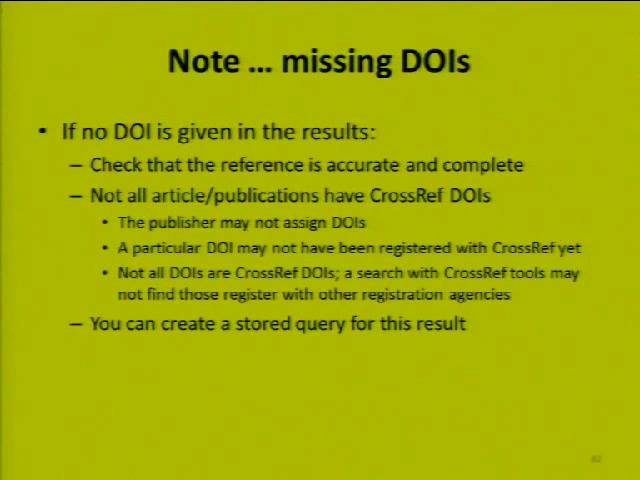 Note ... missing DOIs
• If no DOI is given in the results:
– Check that the reference is accurate and complete
– Not all article/publications have CrossRef DOIs
• The publisher may not assign DOIs
• A particular DOI may not have been registered with CrossRef yet
• Not all DOIs are CrossRef DOIs; a search with CrossRef tools may
not find those register with other registration agencies
– You can create a stored query for this result